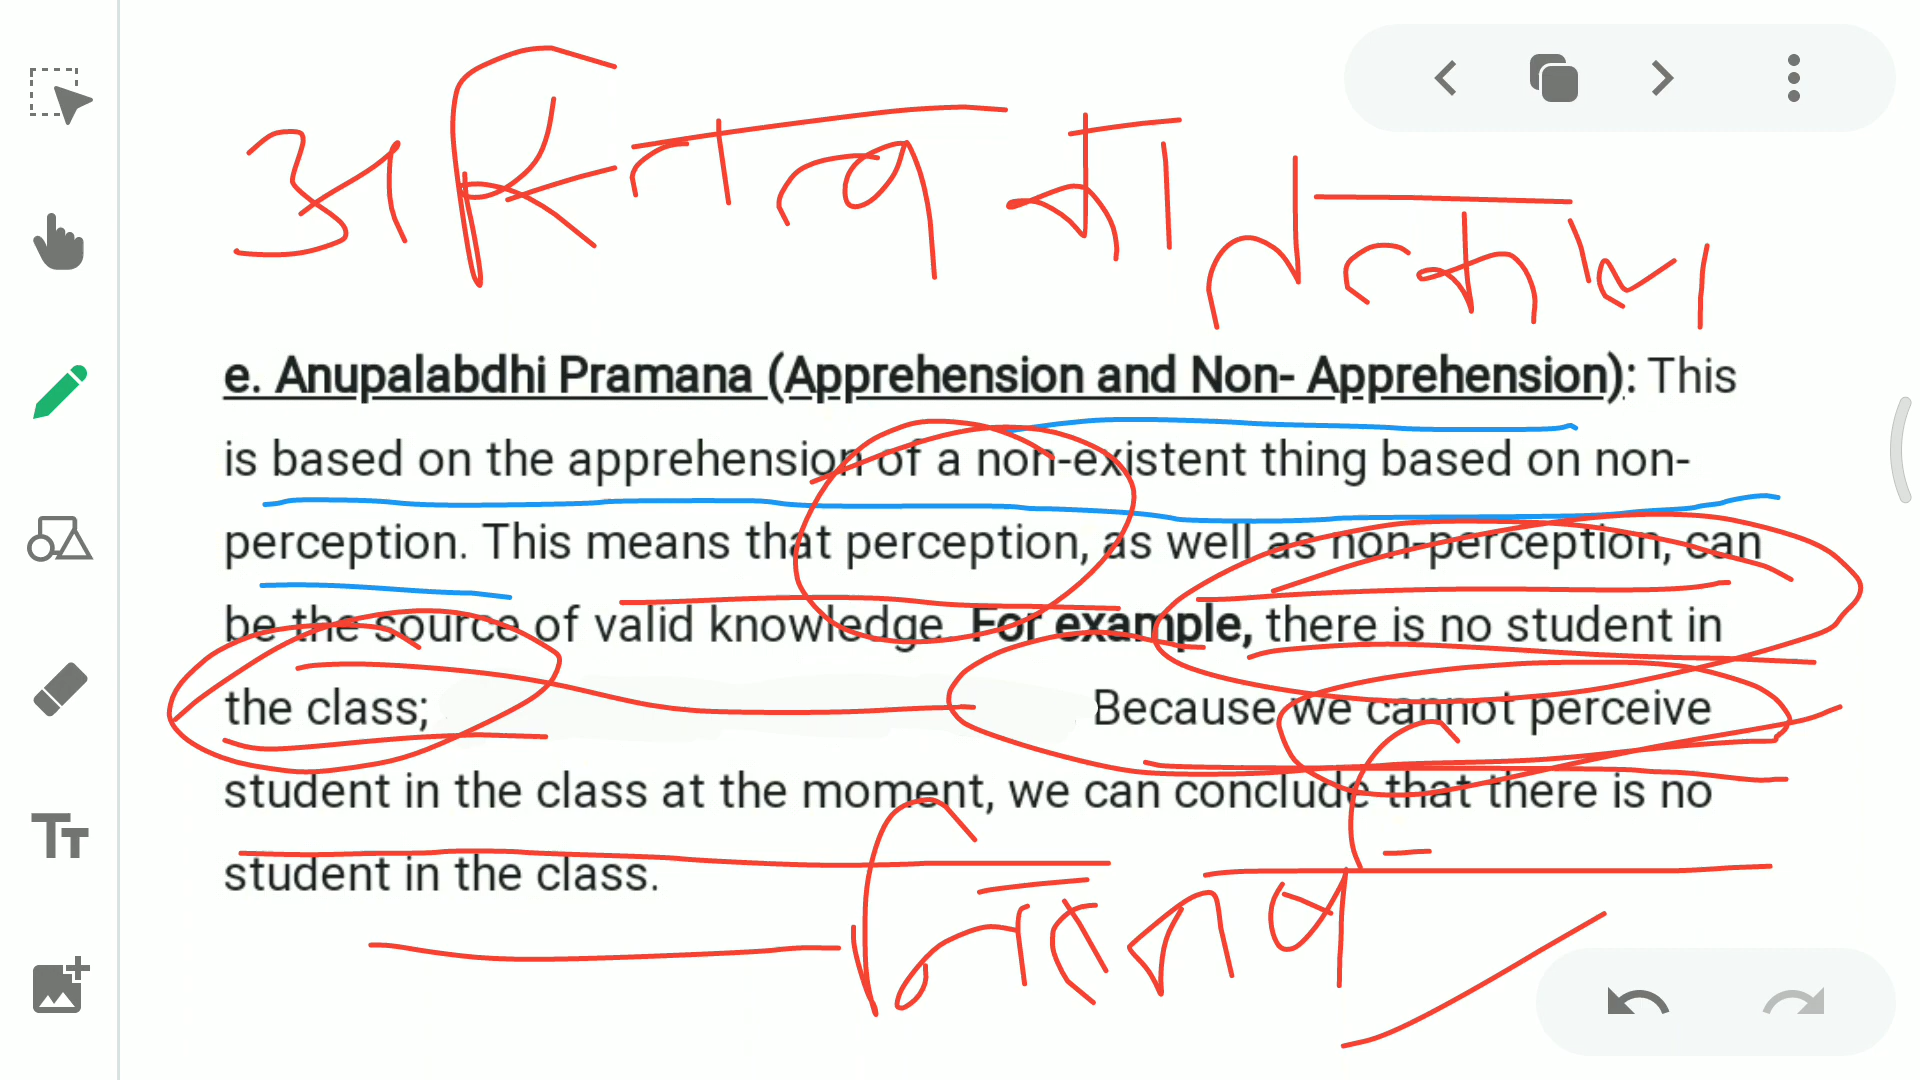 e. Anupalabdhi Pramana (Apprehension and Non- Apprehension): This
is based on the apprehension of a non-existent thing based on non-
perception. This means that perception, as well as non-perception, can
be the source of valid knowledge. For example, there is no student in
the class; Because we cannot perceive
student in the class at the moment, we can conclude that there is no
student in the class.
TT